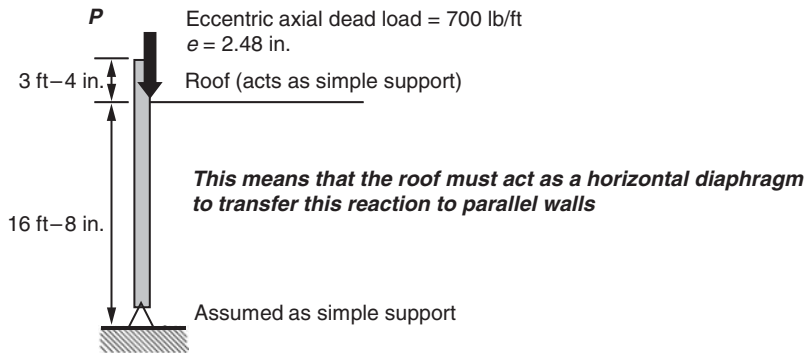 P
Eccentric axial dead load = 700 lb/ft
e = 2.48 in.
3 ft–4 in.
Roof (acts as simple support)
This means that the roof must act as a horizontal diaphragm
to transfer this reaction to parallel walls
16 ft–8 in.
Assumed as simple support